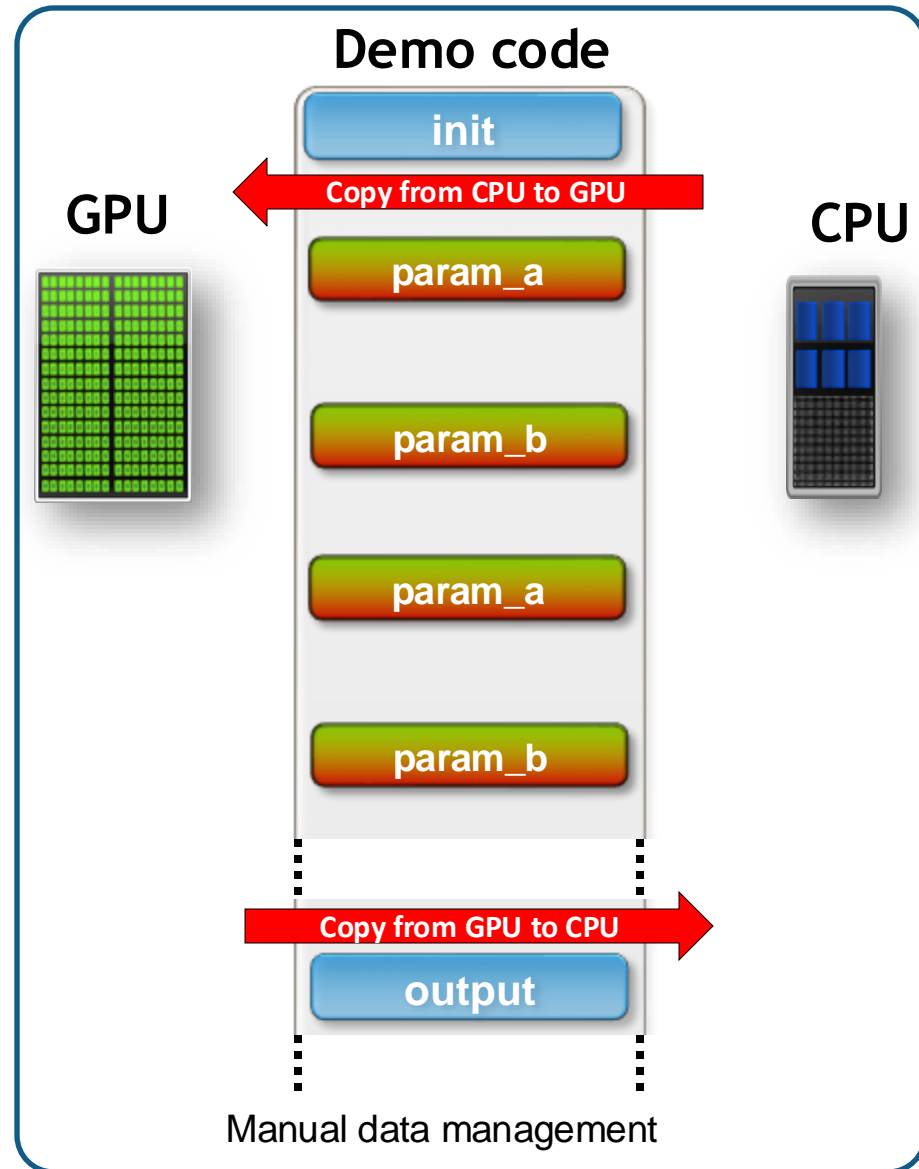 Demo code
init
Copy from CPU to GPU
GPU
CPU
param_a
param_b
param_a
param_b
Copy from GPU to CPU
output
Manual data management